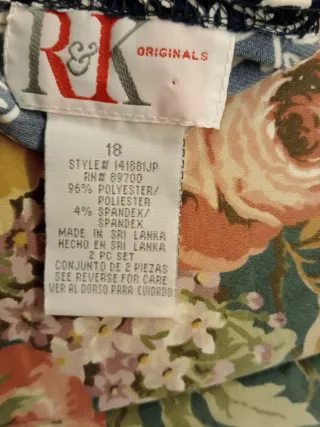 R&K ORIGINALS
18
STYLE# 141881JP
RN# 89700
96% POLYESTER/
POLIESTER
4% SPANDEX/
SPANDEX
MADE IN SRI LANKA
HECHO EN SRI LANKA
2 PC SET
CONJUNTO DE 2 PIEZAS
SEE REVERSE FOR CARE
VER AL DORSO PARA CUIDADO